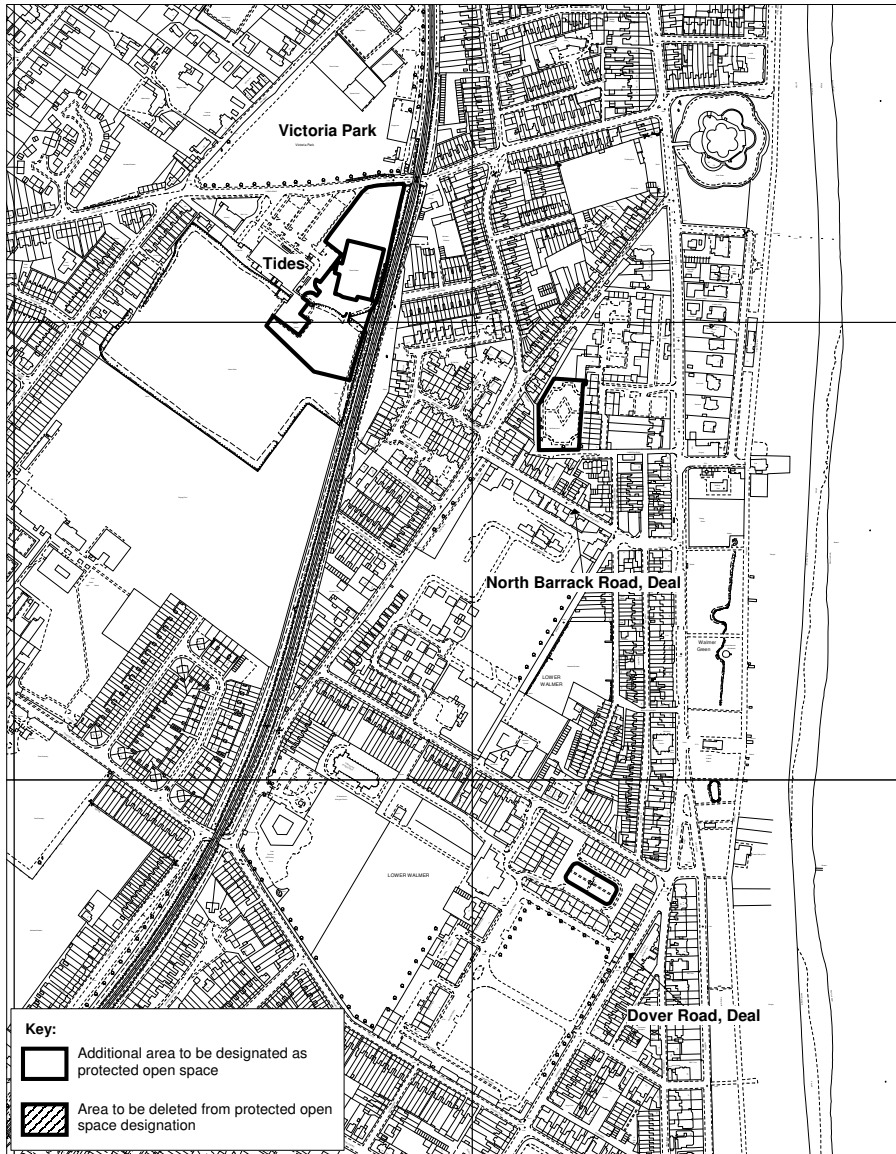 Victoria Park
Victoria Park
Tides
North Barrack Road, Deal
Walmer
Green
LOWER
WALMER
LOWER WALMER
Dover Road, Deal
Key:
Additional area to be designated as
protected open space
Area to be deleted from protected open
space designation